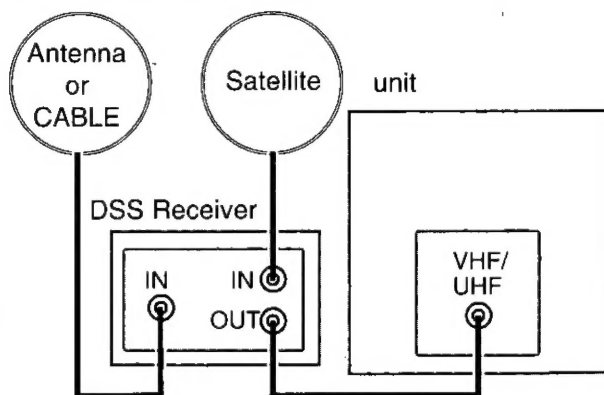 Antenna
or
CABLE
Satellite
unit
DSS Receiver
IN
IN
OUT
VHF/
UHF